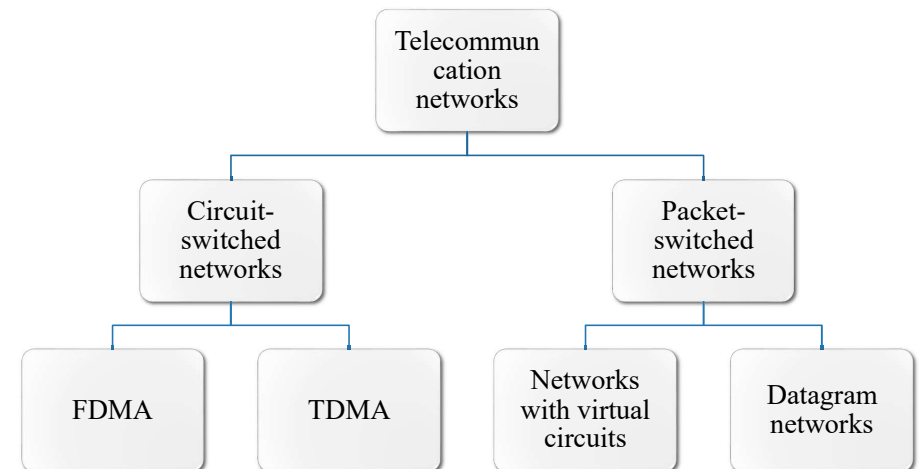 Telecommun
cation
networks
Circuit-
switched
networks
Packet-
switched
networks
FDMA
TDMA
Networks
with virtual
circuits
Datagram
networks